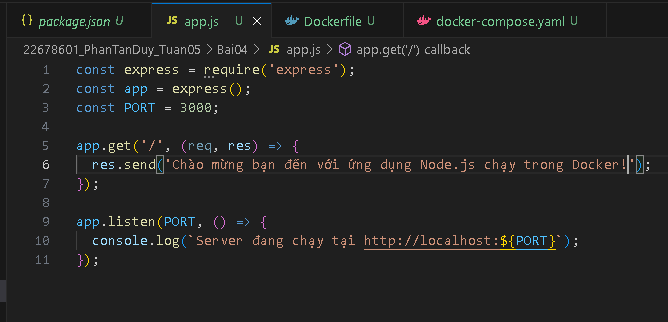 package.json U
app.js U
Dockerfile U
docker-compose.yaml U
22678601_PhanTanDuy_Tuan05 > Bai04 > JS app.js > app.get('/') callback
1 const express = require('express');
2 const app = express();
3 const PORT = 3000;
4
5 app.get('/', (req, res) => {
6 res.send('Chào mừng bạn đến với ứng dụng Node.js chạy trong Docker!');
7 });
8
9 app.listen(PORT, () => {
10 console.log(`Server đang chạy tại http://localhost:${PORT}`);
11 });